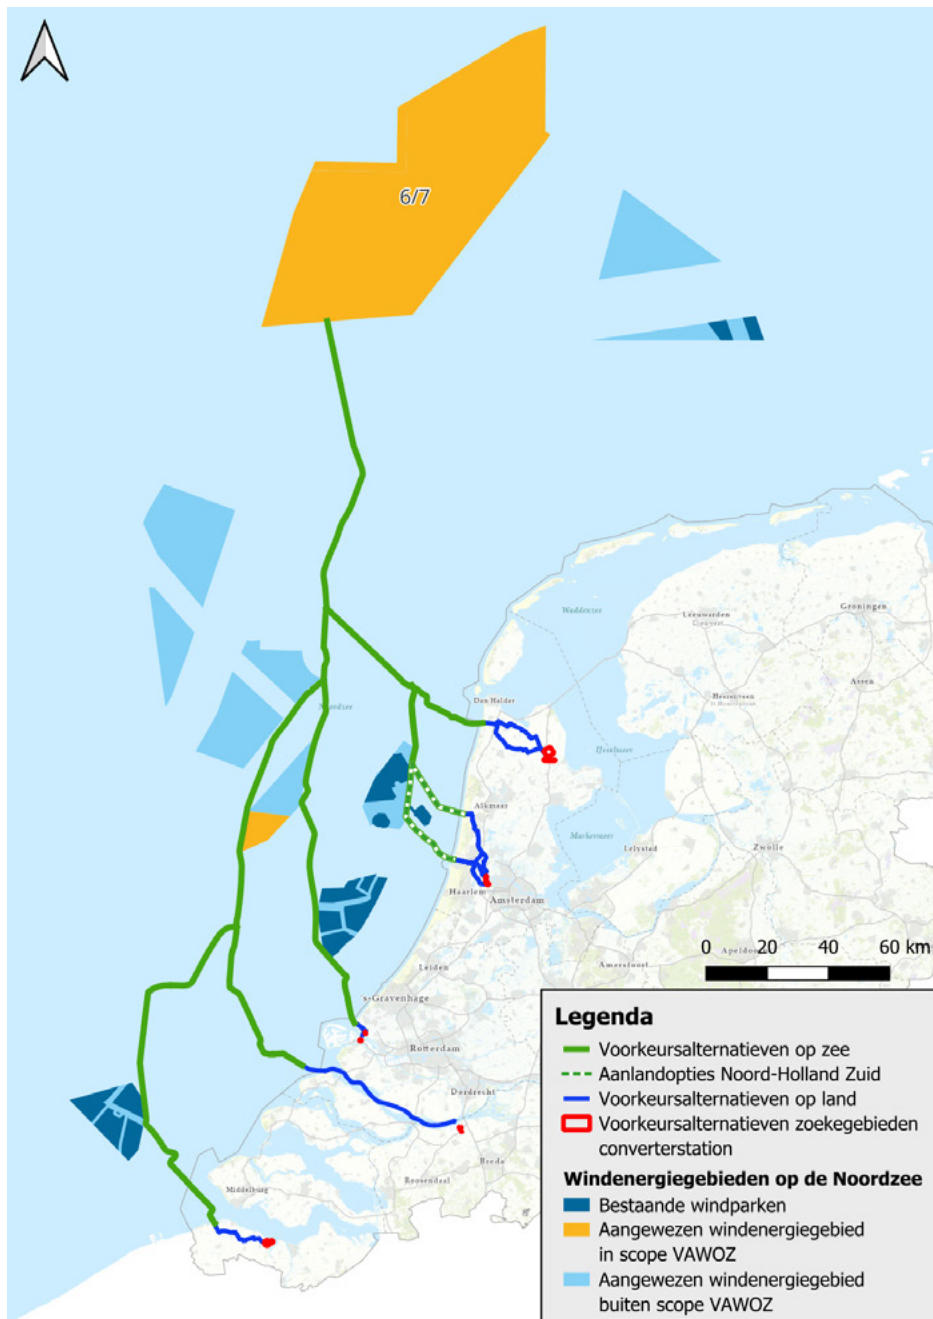 6/7
Waddenzee
Groningen
Leeuwarden
Assen
Heerenveen
Den Helder
Noordzee
IJsselmeer
Alkmaar
Markermeer
Lelystad
Zwolle
Haarlem
Amsterdam
0 20 40 60 km
Apeldoo
Amersfoort
Leiden
's-Gravenhage
Rotterdam
Dordrecht
Breda
Roosendaal
Middelburg
Legenda
Voorkeursalternatieven op zee
Aanlandopties Noord-Holland Zuid
Voorkeursalternatieven op land
Voorkeursalternatieven zoekegebieden
converterstation
Windenergiegebieden op de Noordzee
Bestaande windparken
Aangewezen windenergiegebied
in scope VAWOZ
Aangewezen windenergiegebied
buiten scope VAWOZ